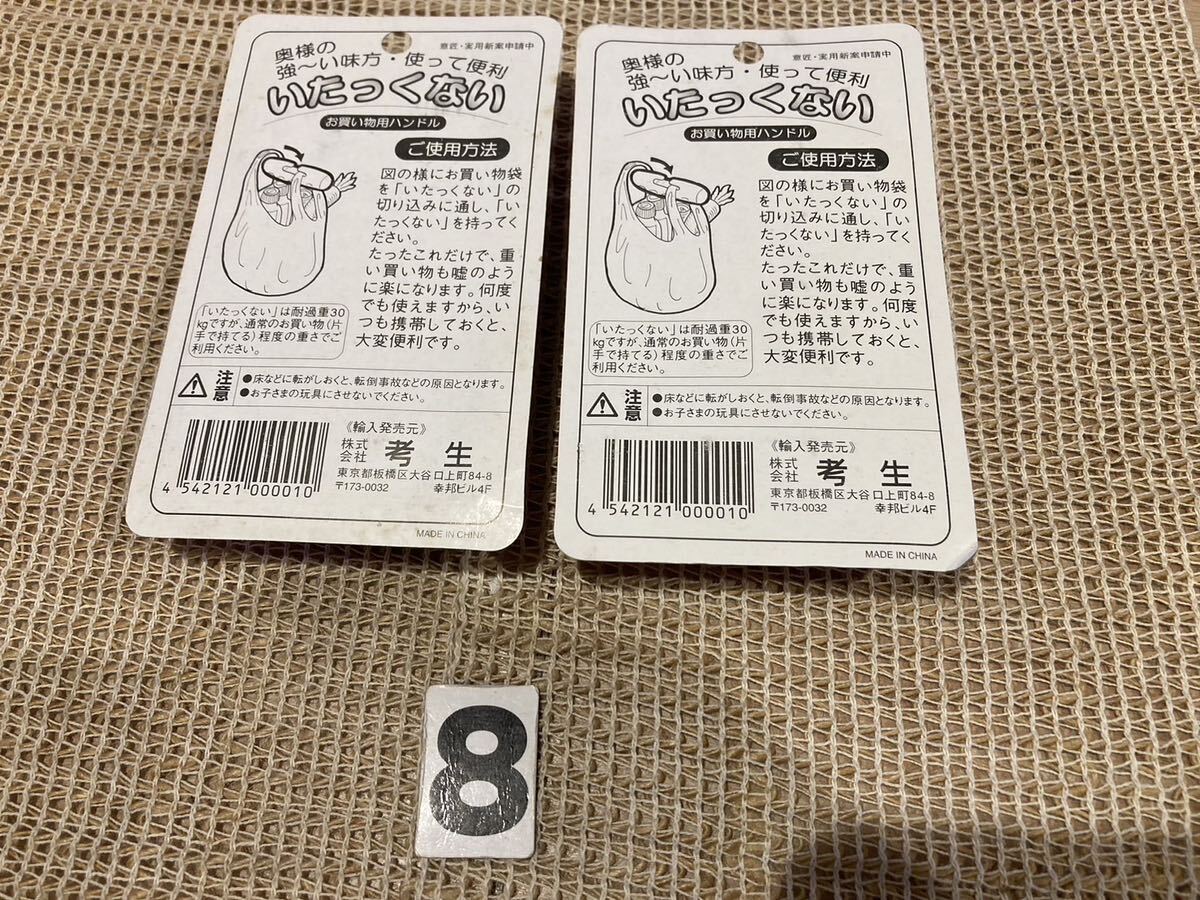 奥様の
意匠・実用新案申請中
強〜い味方・使って便利
いたっくない
お買い物用ハンドル
ご使用方法
図の様にお買い物袋
を「いたっくない」の
切り込みに通し、「い
たっくない」を持ってく
ださい。
たったこれだけで、重
い買い物も嘘のよう
に楽になります。何度
でも使えますから、い
つも携帯しておくと、
大変便利です。
「いたっくない」は耐過重30
kgですが、通常のお買い物(片
手で持てる)程度の重さでご
利用ください。
注意
●床などに転がしおくと、転倒事故などの原因となります。
●お子さまの玩具にさせないでください。
4 542121 000010
《輸入発売元》
株式会社 考生
東京都板橋区大谷口上町84-8
〒173-0032 幸邦ビル4F
MADE IN CHINA
奥様の
意匠・実用新案申請中
強〜い味方・使って便利
いたっくない
お買い物用ハンドル
ご使用方法
図の様にお買い物袋
を「いたっくない」の
切り込みに通し、「い
たっくない」を持ってく
ださい。
たったこれだけで、重
い買い物も嘘のよう
に楽になります。何度
でも使えますから、い
つも携帯しておくと、
大変便利です。
「いたっくない」は耐過重30
kgですが、通常のお買い物(片
手で持てる)程度の重さでご
利用ください。
注意
●床などに転がしおくと、転倒事故などの原因となります。
●お子さまの玩具にさせないでください。
4 542121 000010
《輸入発売元》
株式会社 考生
東京都板橋区大谷口上町84-8
〒173-0032 幸邦ビル4F
MADE IN CHINA
8